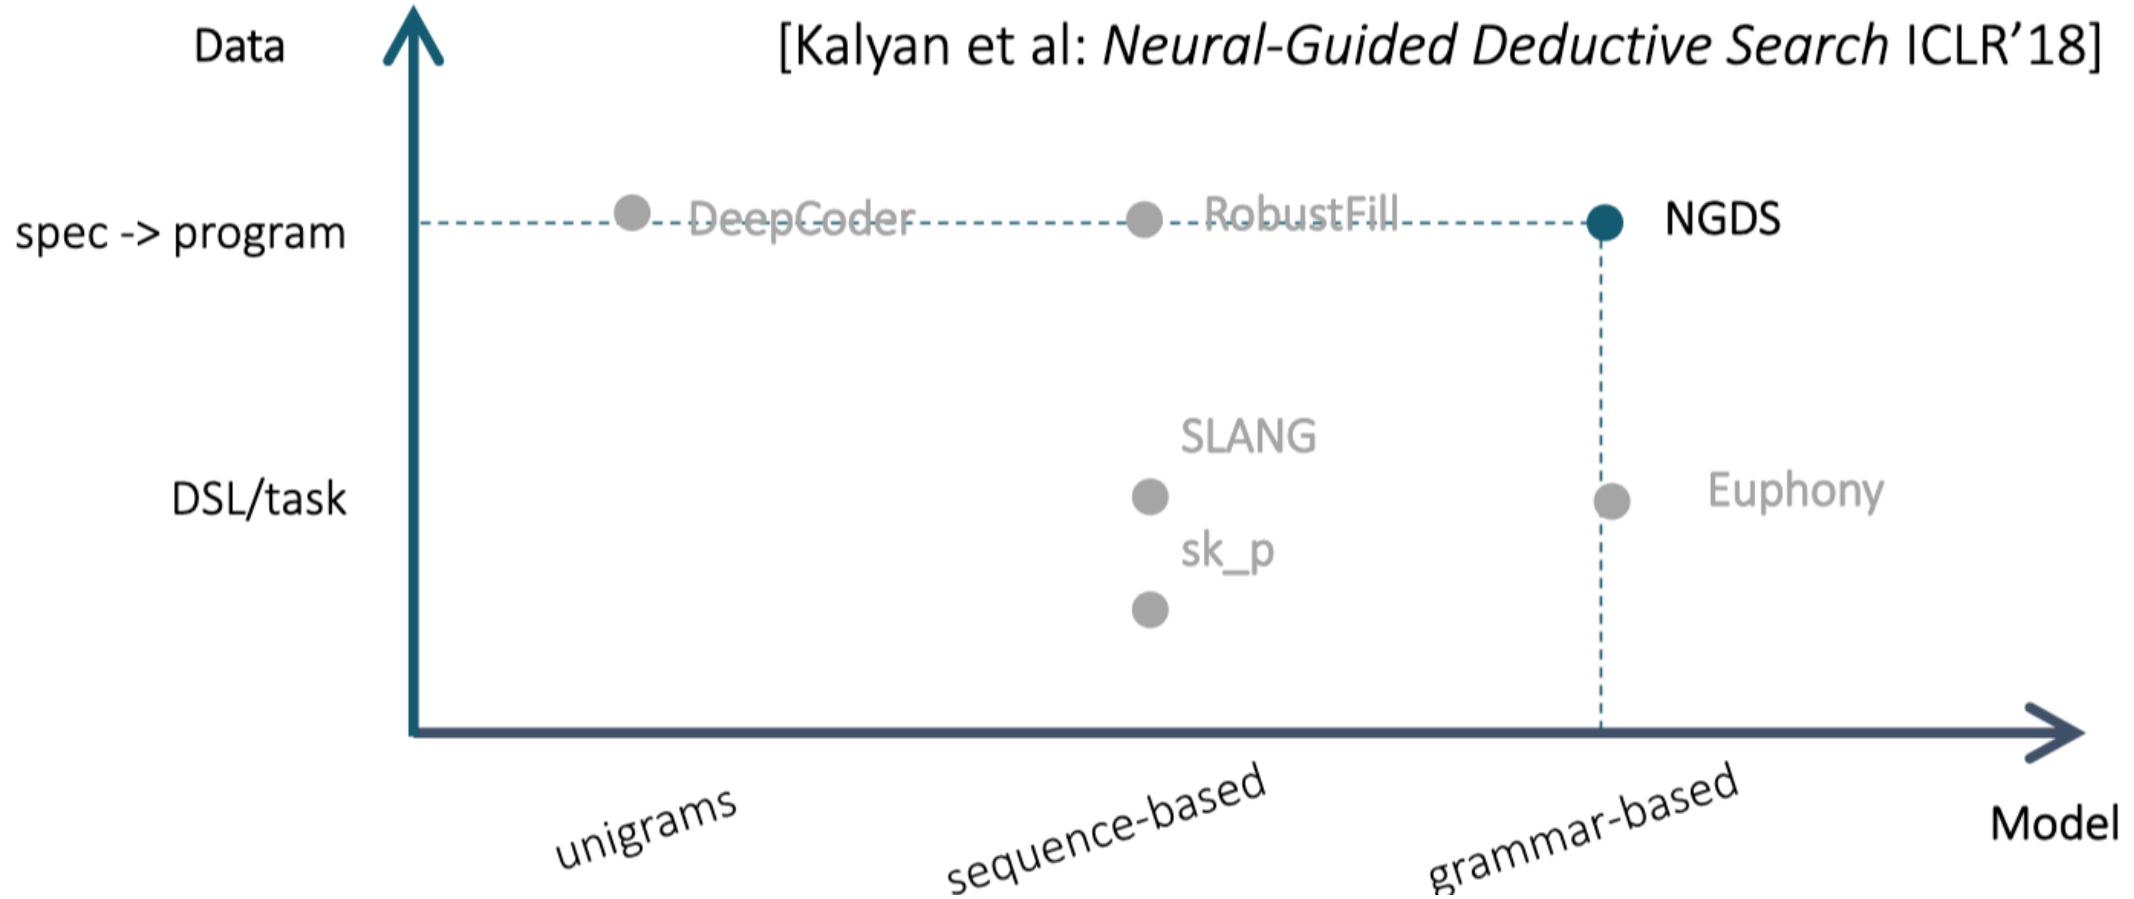 Data
[Kalyan et al: Neural-Guided Deductive Search ICLR’18]
spec -> program
DeepCoder
RobustFill
NGDS
SLANG
DSL/task
Euphony
sk_p
unigrams
sequence-based
grammar-based
Model